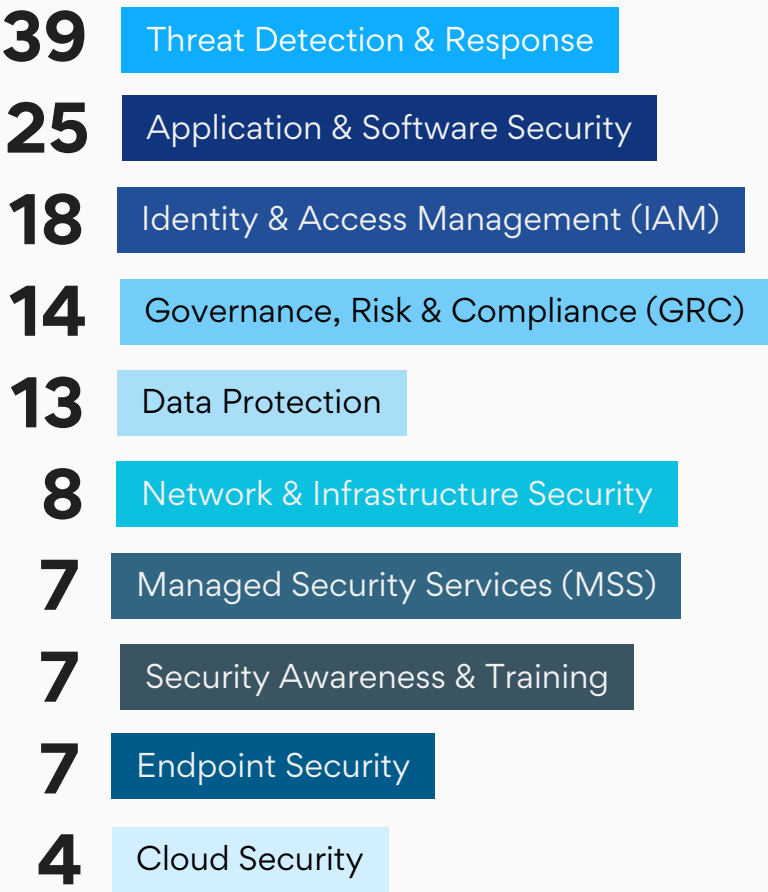 39 Threat Detection & Response
25 Application & Software Security
18 Identity & Access Management (IAM)
14 Governance, Risk & Compliance (GRC)
13 Data Protection
8 Network & Infrastructure Security
7 Managed Security Services (MSS)
7 Security Awareness & Training
7 Endpoint Security
4 Cloud Security